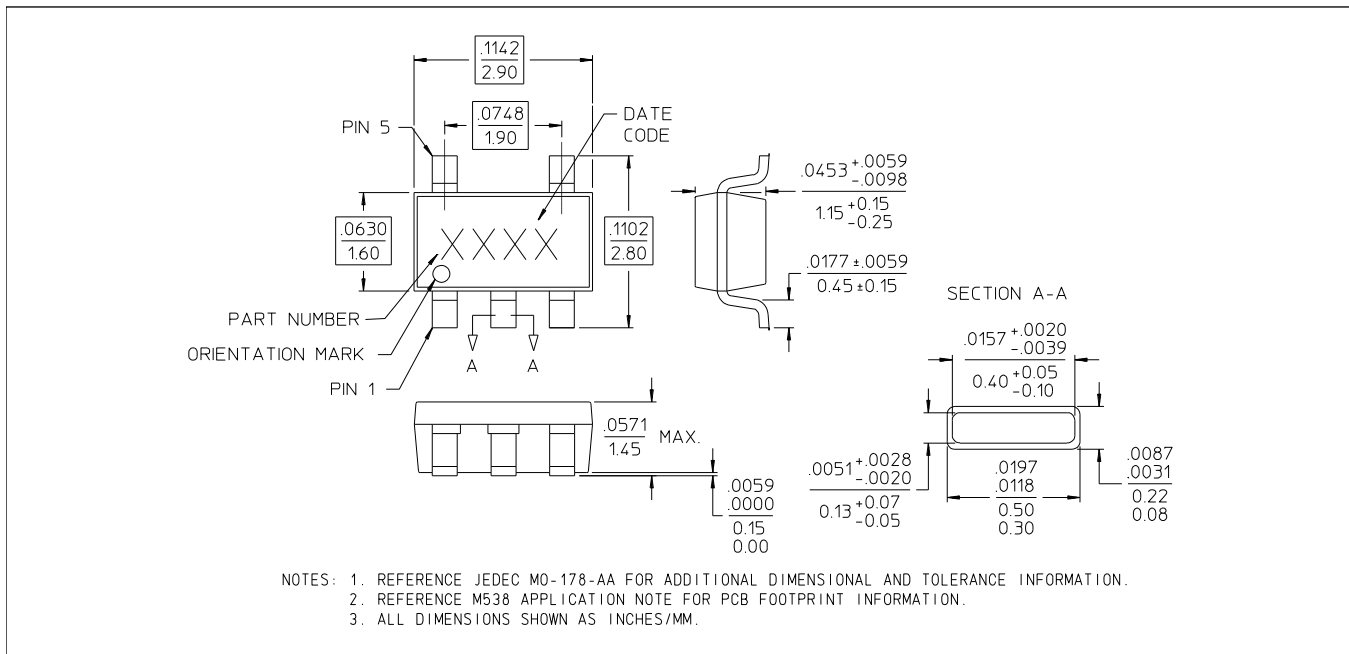 .1142
2.90
.0748
1.90
PIN 5
DATE
CODE
.0630
1.60
XXXX
.1102
2.80
PART NUMBER
ORIENTATION MARK
PIN 1
A A
.0453 +.0059
-.0098
1.15 +0.15
-0.25
.0177 ±.0059
0.45 ±0.15
SECTION A-A
.0157 +.0020
-.0039
0.40 +0.05
-0.10
.0571
1.45
MAX.
.0059
.0000
0.15
0.00
.0051 +.0028
-.0020
0.13 +0.07
-0.05
.0197
.0118
0.50
0.30
.0087
.0031
0.22
0.08
NOTES: 1. REFERENCE JEDEC MO-178-AA FOR ADDITIONAL DIMENSIONAL AND TOLERANCE INFORMATION.
2. REFERENCE M538 APPLICATION NOTE FOR PCB FOOTPRINT INFORMATION.
3. ALL DIMENSIONS SHOWN AS INCHES/MM.